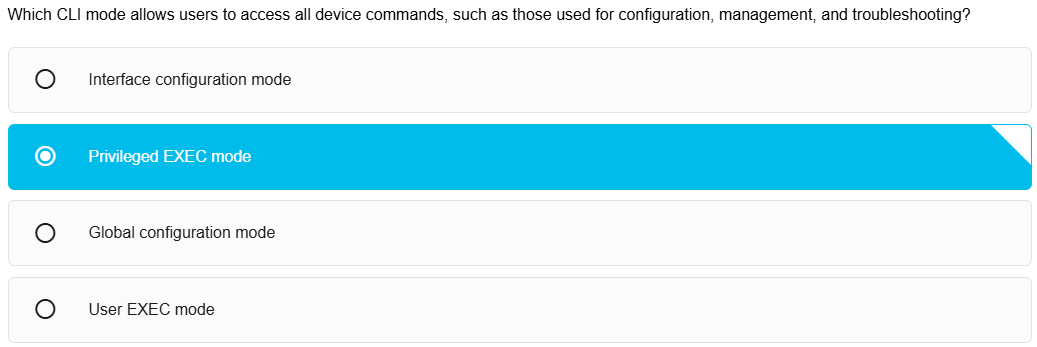 Which CLI mode allows users to access all device commands, such as those used for configuration, management, and troubleshooting?
Interface configuration mode
Privileged EXEC mode
Global configuration mode
User EXEC mode